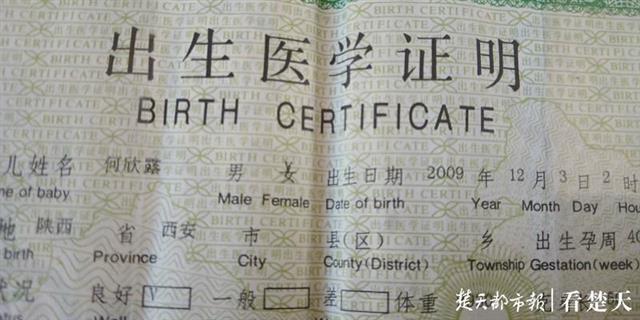 出生医学证明
BIRTH CERTIFICATE
儿姓名 何欣露 男 女 出生日期 2009 年 12 月 3 日 2 时
ne of baby Male Female Date of birth Year Month Day Hou
地 陕西 省 西安 市 县(区) 乡 出生孕周 40
birth Province City County(District) Township Gestation(week)
状况 良好 V 一般 差 体重
楚天都市报 | 看楚天